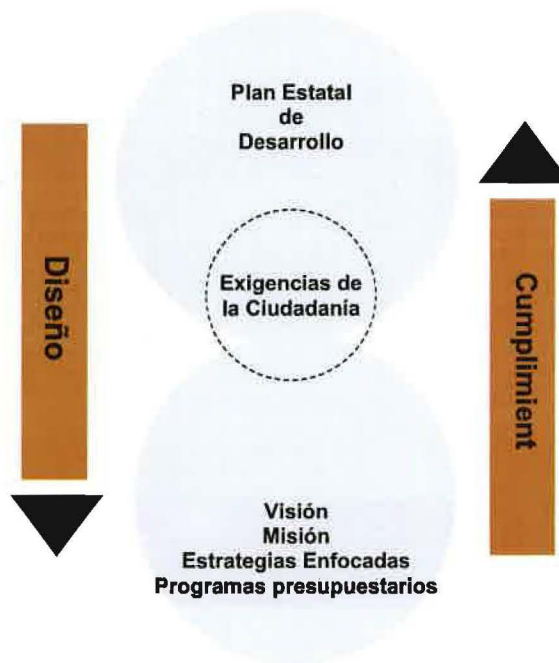 Plan Estatal
de
Desarrollo
Diseño
Exigencias de
la Ciudadanía
Cumplimient
Visión
Misión
Estrategias Enfocadas
Programas presupuestarios